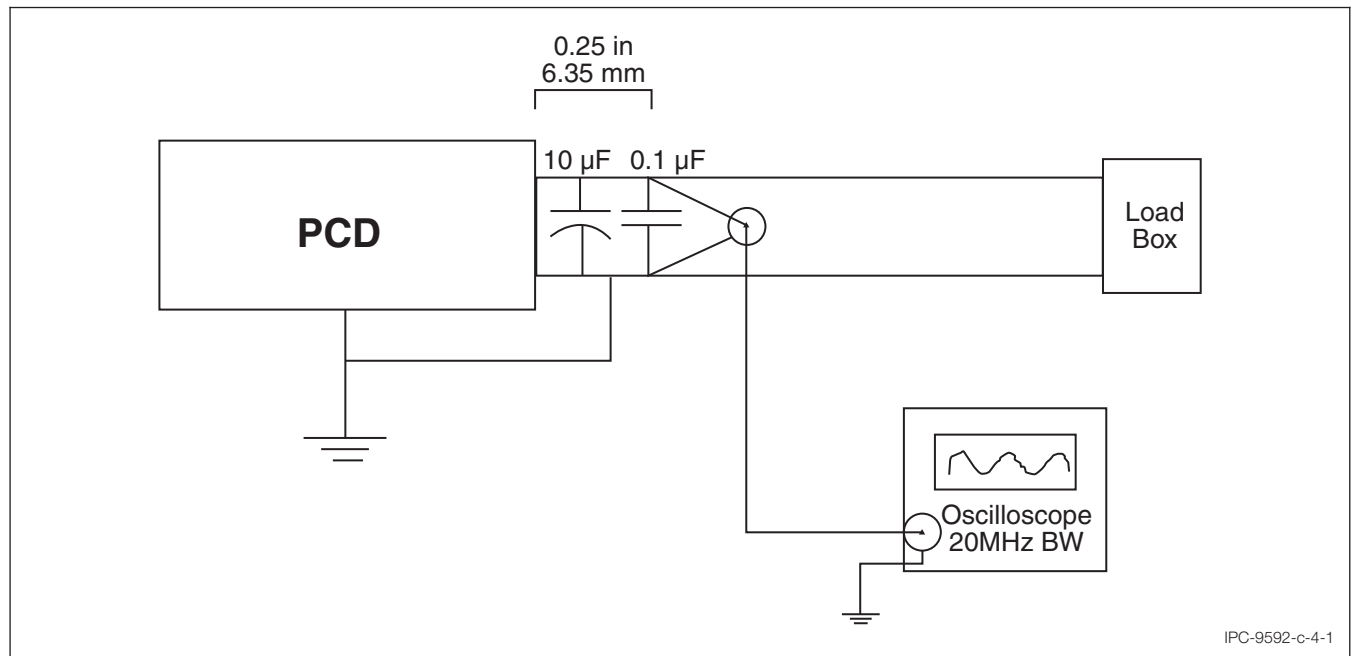 0.25 in
6.35 mm
10 µF 0.1 µF
PCD
Load
Box
Oscilloscope
20MHz BW
IPC-9592-c-4-1